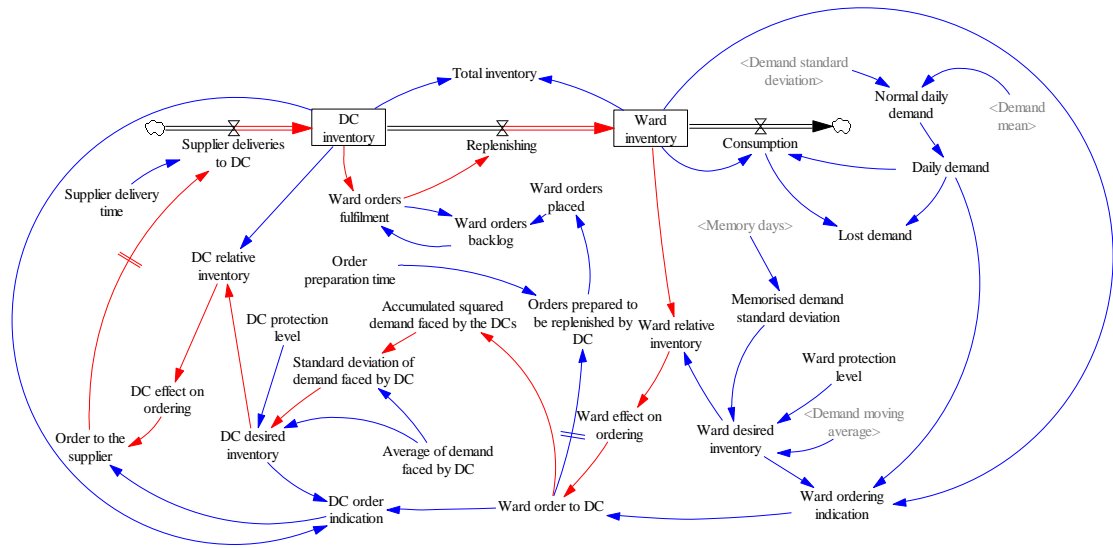 Total inventory
<Demand standard
deviation>
Normal daily
demand
<Demand
mean>
DC
inventory
Ward
inventory
Supplier deliveries
to DC
Replenishing
Consumption
Daily demand
Supplier delivery
time
Ward orders
fulfilment
Ward orders
placed
Ward orders
backlog
<Memory days>
Lost demand
DC relative
inventory
Order
preparation time
Accumulated squared
demand faced by the DCs
Orders prepared to
be replenished by
DC
Memorised demand
standard deviation
DC protection
level
Ward relative
inventory
Standard deviation of
demand faced by DC
Ward protection
level
DC effect on
ordering
Ward effect on
ordering
<Demand moving
average>
Order to the
supplier
DC desired
inventory
Average of demand
faced by DC
Ward desired
inventory
DC order
indication
Ward order to DC
Ward ordering
indication